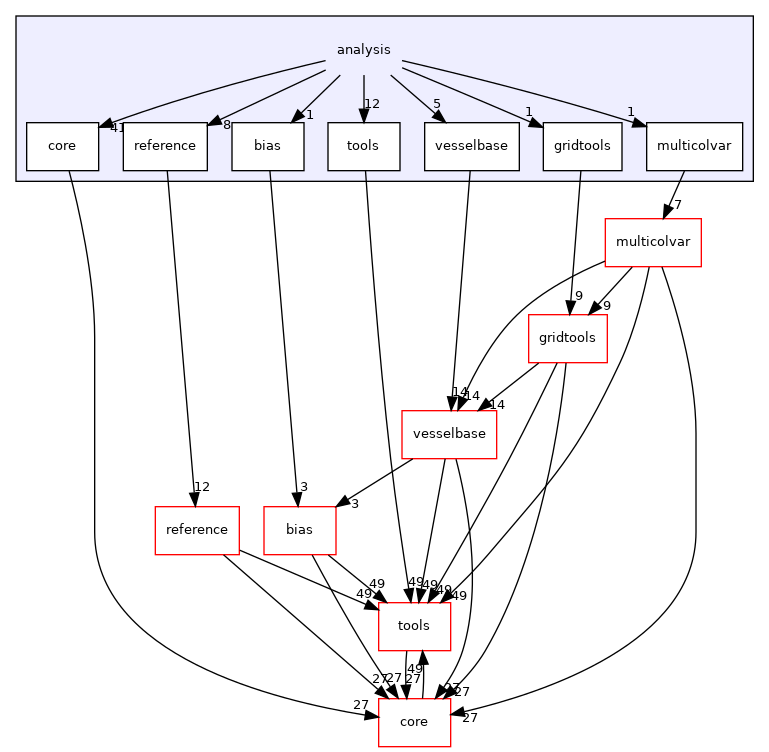 analysis
12 5
1 1
41 8 1
core reference bias tools vesselbase gridtools multicolvar
7
multicolvar
9 9
gridtools
14 14 14
vesselbase
12 3 3
reference bias
49 49 49 49 49 49
tools
49
27 27 27 27 27
27 27 27
core